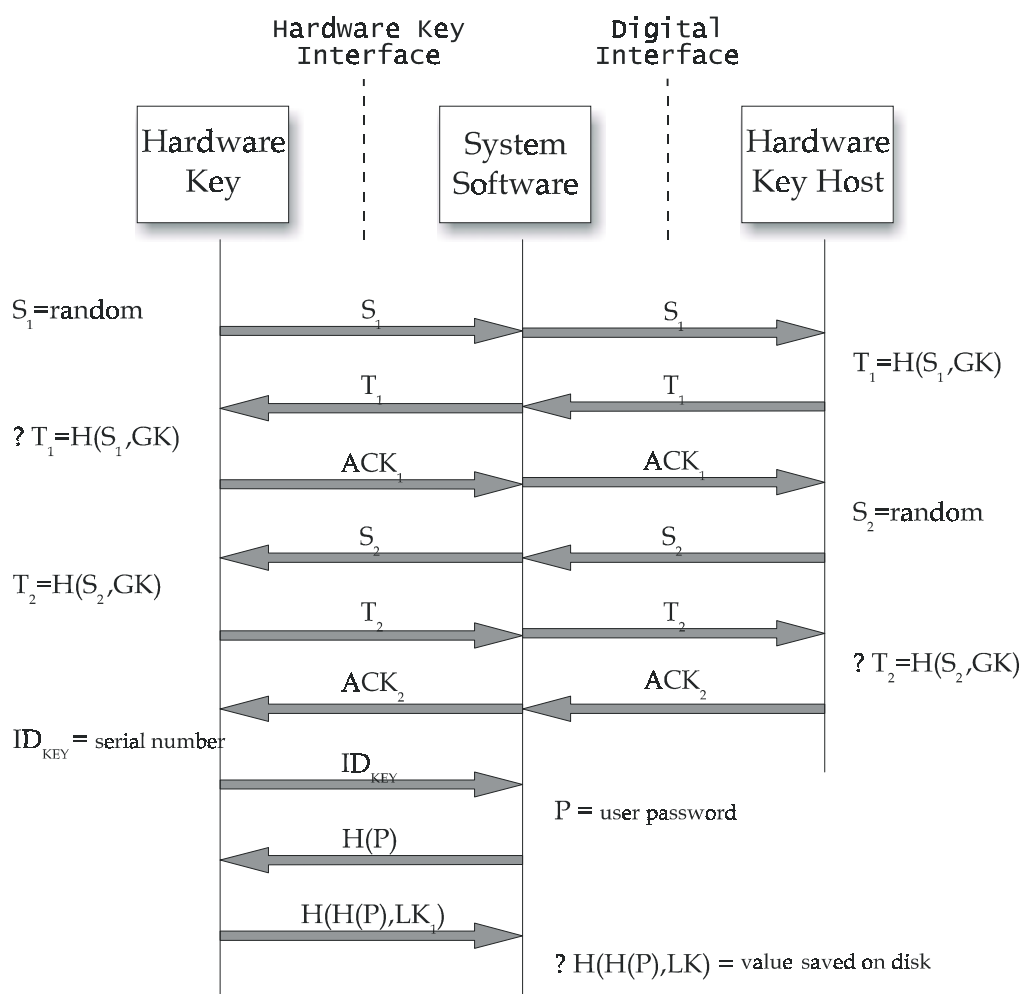 Hardware Key
Interface
Digital
Interface
Hardware
Key
System
Software
Hardware
Key Host
S₁=random
S₁
S₁
T₁=H(S₁,GK)
T₁
T₁
? T₁=H(S₁,GK)
ACK₁
ACK₁
S₂=random
S₂
S₂
T₂=H(S₂,GK)
T₂
T₂
? T₂=H(S₂,GK)
ACK₂
ACK₂
ID_KEY = serial number
ID_KEY
P = user password
H(P)
H(H(P),LK₁)
? H(H(P),LK) = value saved on disk